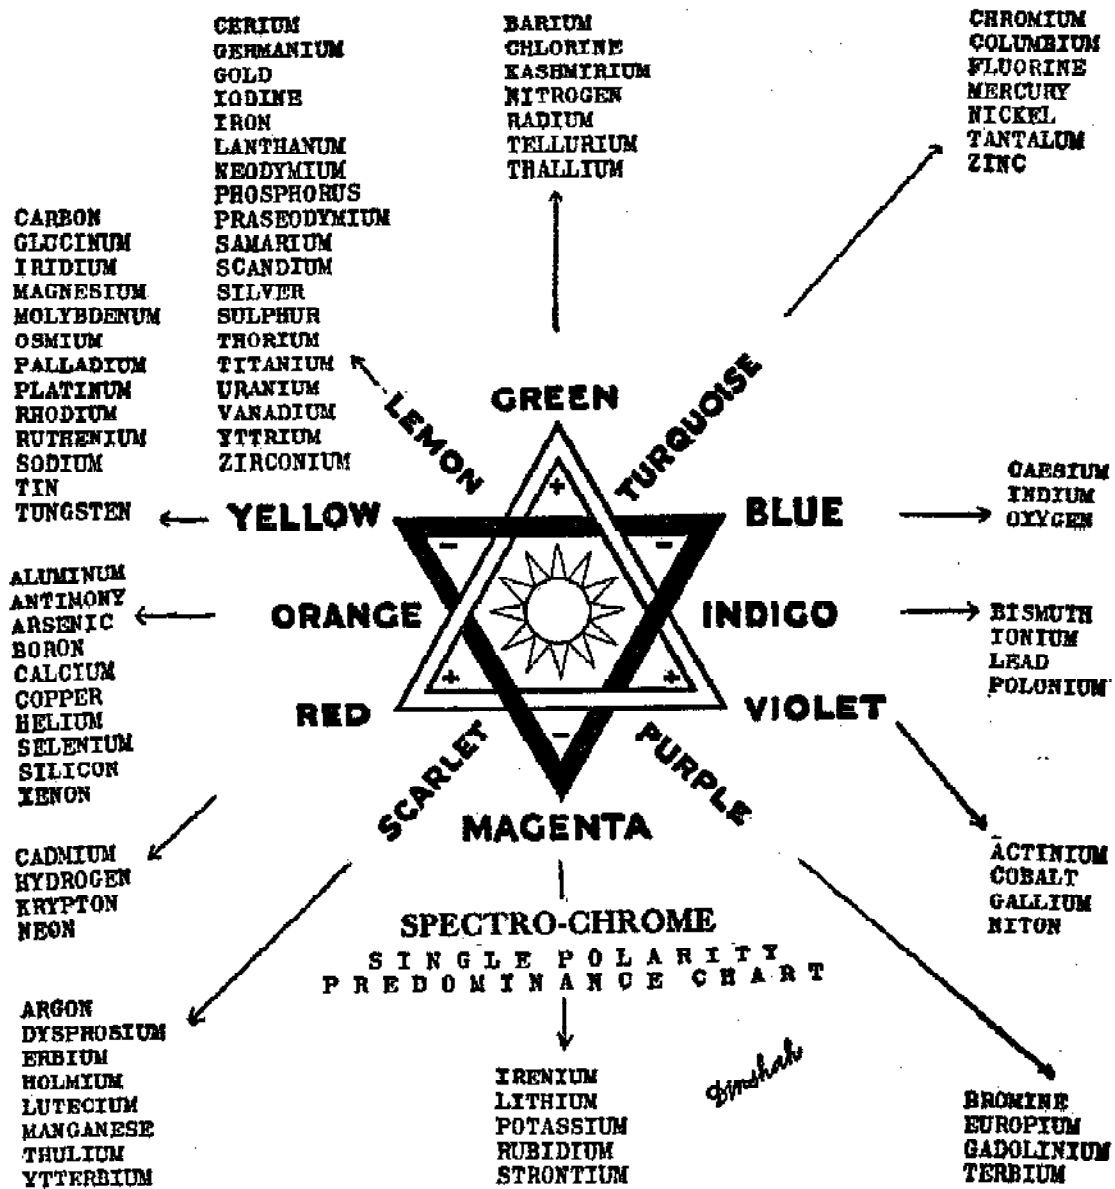 CERIUM
GERMANIUM
GOLD
IODINE
IRON
LANTHANUM
NEODYMIUM
PHOSPHORUS
PRASEODYMIUM
SAMARIUM
SCANDIUM
SILVER
SULPHUR
THORIUM
TITANIUM
URANIUM
VANADIUM
YTTRIUM
ZIRCONIUM
BARIUM
CHLORINE
KASHMIRIUM
NITROGEN
RADIUM
TELLURIUM
THALLIUM
CHROMIUM
COLUMBIUM
FLUORINE
MERCURY
NICKEL
TANTALUM
ZINC
CARBON
GLUCINUM
IRIDIUM
MAGNESIUM
MOLYBDENUM
OSMIUM
PALLADIUM
PLATINUM
RHODIUM
RUTHENIUM
SODIUM
TIN
TUNGSTEN
LEMON
GREEN
TURQUOISE
YELLOW
BLUE
CAESIUM
INDIUM
OXYGEN
+
-
-
ALUMINUM
ANTIMONY
ARSENIC
BORON
CALCIUM
COPPER
HELIUM
SELENIUM
SILICON
XENON
ORANGE
INDIGO
BISMUTH
IONIUM
LEAD
POLONIUM
+
+
-
RED
VIOLET
SCARLET
MAGENTA
PURPLE
CADMIUM
HYDROGEN
KRYPTON
NEON
ACTINIUM
COBALT
GALLIUM
NITON
SPECTRO-CHROME
SINGLE POLARITY
PREDOMINANCE CHART
Dinshah
ARGON
DYSPROSIUM
ERBIUM
HOLMIUM
LUTECIUM
MANGANESE
THULIUM
YTTERBIUM
IRENIUM
LITHIUM
POTASSIUM
RUBIDIUM
STRONTIUM
BROMINE
EUROPIUM
GADOLINIUM
TERBIUM